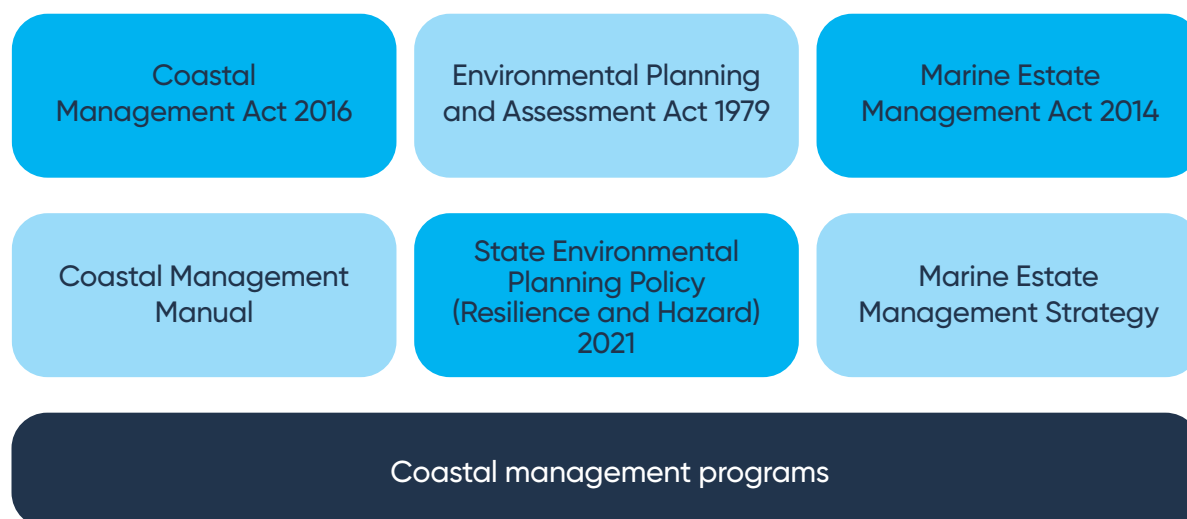 Coastal
Management Act 2016
Environmental Planning
and Assessment Act 1979
Marine Estate
Management Act 2014
Coastal Management
Manual
State Environmental
Planning Policy
(Resilience and Hazard)
2021
Marine Estate
Management Strategy
Coastal management programs